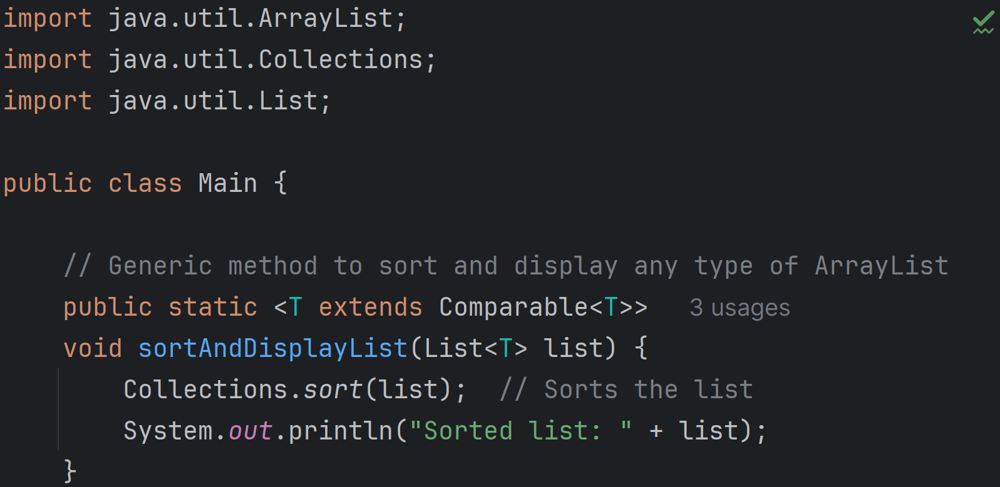 import java.util.ArrayList;
import java.util.Collections;
import java.util.List;
public class Main {
// Generic method to sort and display any type of ArrayList
public static <T extends Comparable<T>> 3 usages
void sortAndDisplayList(List<T> list) {
Collections.sort(list); // Sorts the list
System.out.println("Sorted list: " + list);
}